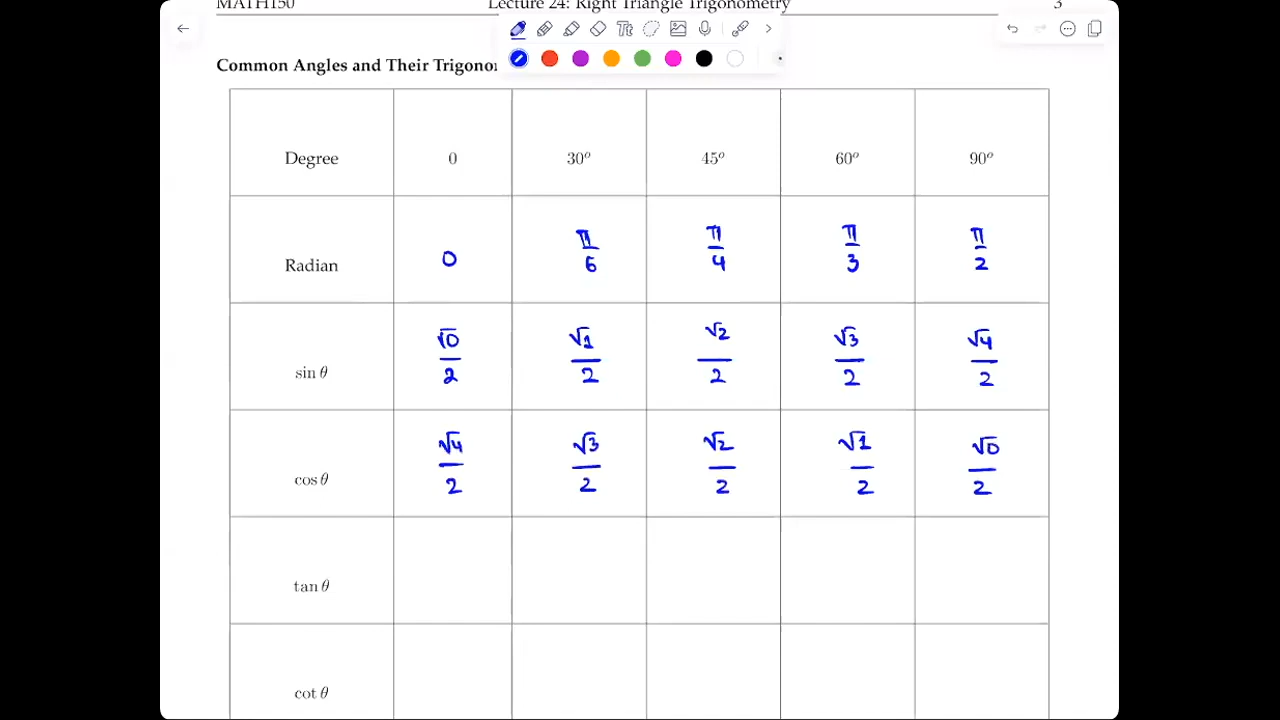 MATH150 Lecture 24: Right Triangle Trigonometry 3
Tt
Common Angles and Their Trigono
Degree 0 30° 45° 60° 90°
Radian 0 π/6 π/4 π/3 π/2
sin θ √0/2 √1/2 √2/2 √3/2 √4/2
cos θ √4/2 √3/2 √2/2 √1/2 √0/2
tan θ
cot θ